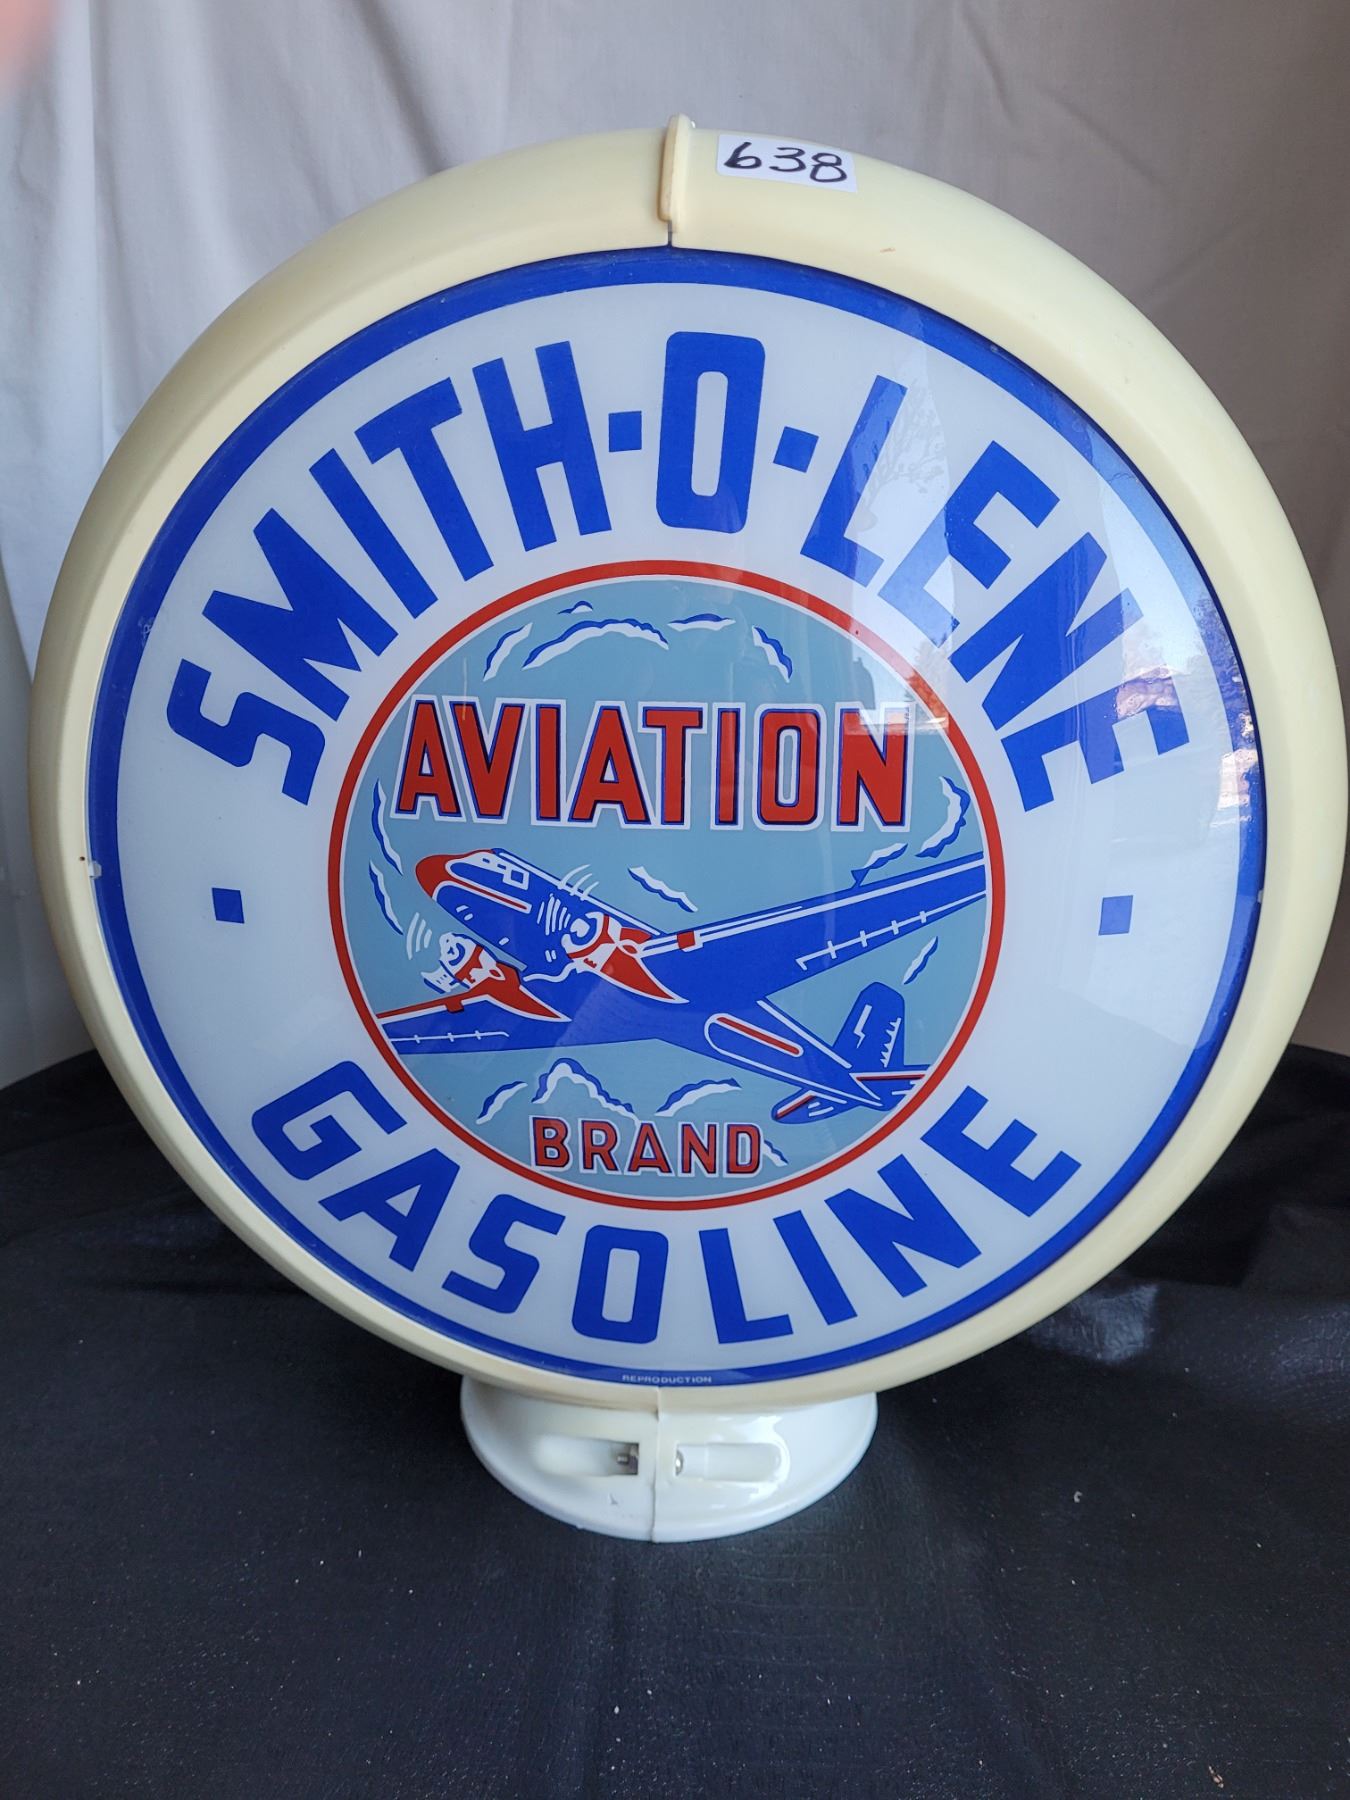 638
SMITH-O-LENE
AVIATION
BRAND
GASOLINE
REPRODUCTION